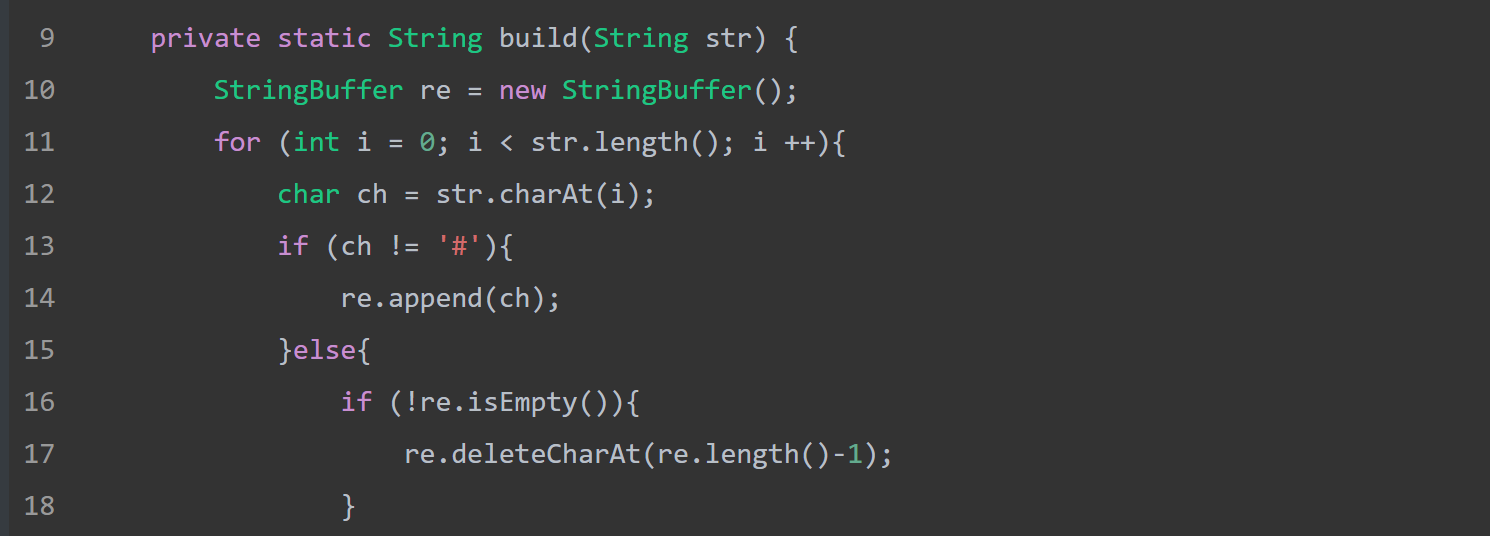 9 private static String build(String str) {
10 StringBuffer re = new StringBuffer();
11 for (int i = 0; i < str.length(); i ++){
12 char ch = str.charAt(i);
13 if (ch != '#'){
14 re.append(ch);
15 }else{
16 if (!re.isEmpty()){
17 re.deleteCharAt(re.length()-1);
18 }